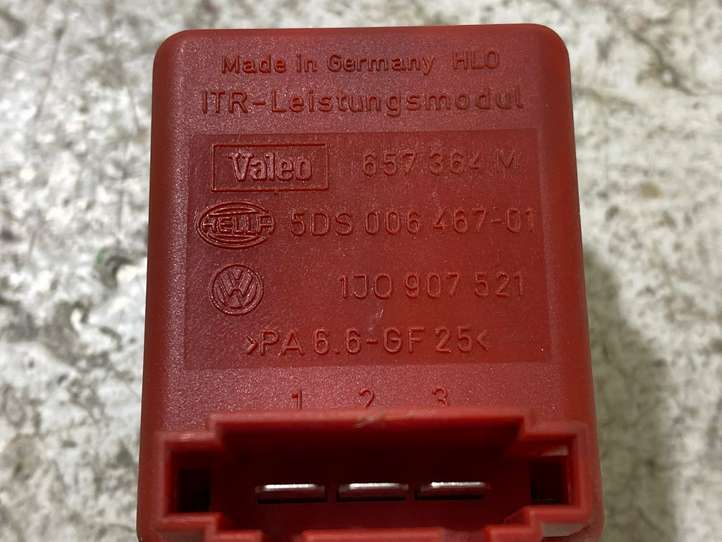 Made in Germany HLO
ITR-Leistungsmodul
Valeo 657 364 M
HELLA 5DS 006 467-01
VW 1J0 907 521
>PA 6.6-GF 25<
1 2 3